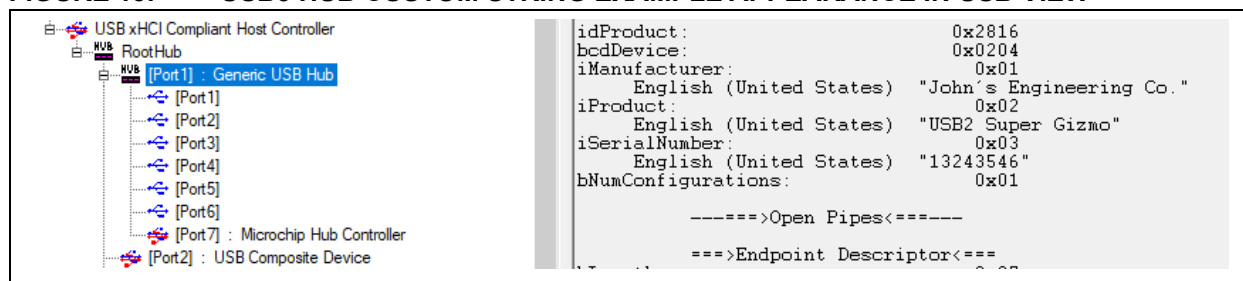 USB xHCI Compliant Host Controller
RootHub
[Port1] : Generic USB Hub
[Port1]
[Port2]
[Port3]
[Port4]
[Port5]
[Port6]
[Port7] : Microchip Hub Controller
[Port2] : USB Composite Device
idProduct: 0x2816
bcdDevice: 0x0204
iManufacturer: 0x01
English (United States) "John´s Engineering Co."
iProduct: 0x02
English (United States) "USB2 Super Gizmo"
iSerialNumber: 0x03
English (United States) "13243546"
bNumConfigurations: 0x01
---===>Open Pipes<===---
===>Endpoint Descriptor<===